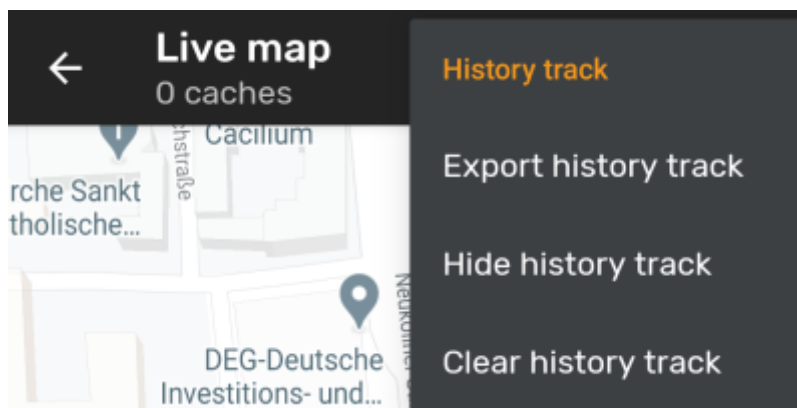 Live map
0 caches
History track
Export history track
Hide history track
Clear history track
Cacilium
chstraße
rche Sankt
tholische...
DEG-Deutsche
Investitions- und...